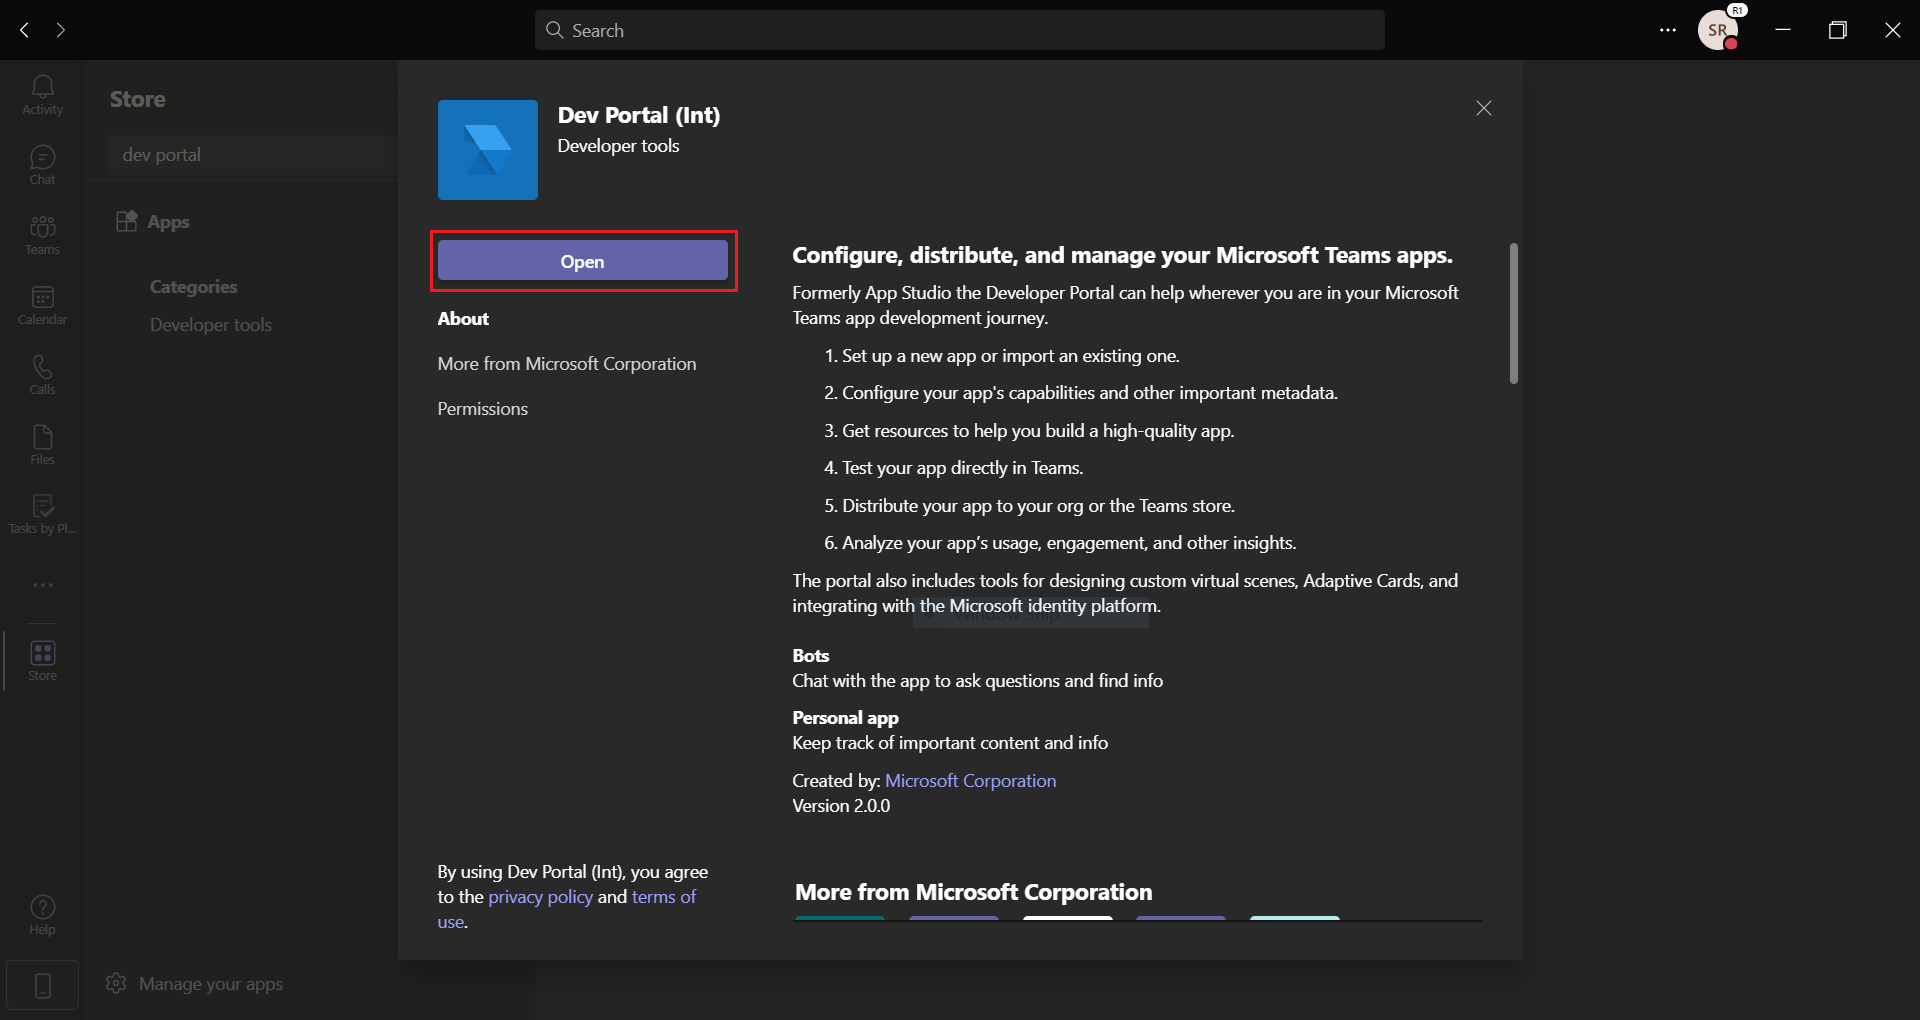 Search
SR
R1
Activity
Chat
Teams
Calendar
Calls
Files
Tasks by Pl...
Store
Help
Store
dev portal
Apps
Categories
Developer tools
Manage your apps
Dev Portal (Int)
Developer tools
Open
About
More from Microsoft Corporation
Permissions
By using Dev Portal (Int), you agree
to the privacy policy and terms of
use.
Configure, distribute, and manage your Microsoft Teams apps.
Formerly App Studio the Developer Portal can help wherever you are in your Microsoft
Teams app development journey.
1. Set up a new app or import an existing one.
2. Configure your app's capabilities and other important metadata.
3. Get resources to help you build a high-quality app.
4. Test your app directly in Teams.
5. Distribute your app to your org or the Teams store.
6. Analyze your app’s usage, engagement, and other insights.
The portal also includes tools for designing custom virtual scenes, Adaptive Cards, and
integrating with the Microsoft identity platform.
Window Snip
Bots
Chat with the app to ask questions and find info
Personal app
Keep track of important content and info
Created by: Microsoft Corporation
Version 2.0.0
More from Microsoft Corporation